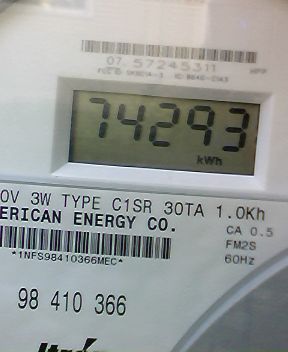 07 57245311
74293
kWh
0V 3W TYPE C1SR 30TA 1.0Kh
ERICAN ENERGY CO.
CA 0.5
FM2S
*1NFS98410366MEC*
60Hz
98 410 366
Itron